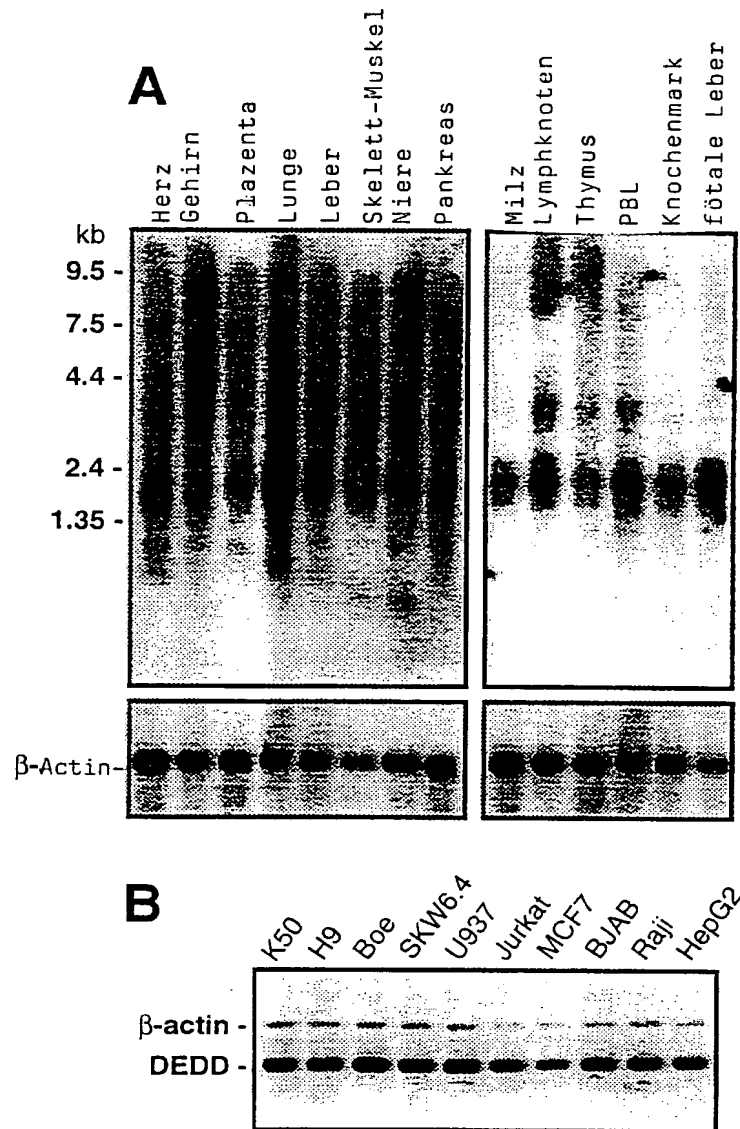 A
Herz
Gehirn
Plazenta
Lunge
Leber
Skelett-Muskel
Niere
Pankreas
Milz
Lymphknoten
Thymus
PBL
Knochenmark
fötale Leber
kb
9.5 -
7.5 -
4.4 -
2.4 -
1.35 -
β-Actin-
B
K50
H9
Boe
SKW6.4
U937
Jurkat
MCF7
BJAB
Raji
HepG2
β-actin -
DEDD -